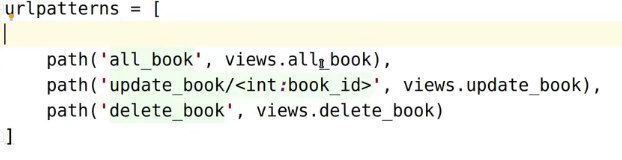 urlpatterns = [
    path('all_book', views.all_book),
    path('update_book/<int:book_id>', views.update_book),
    path('delete_book', views.delete_book)
]